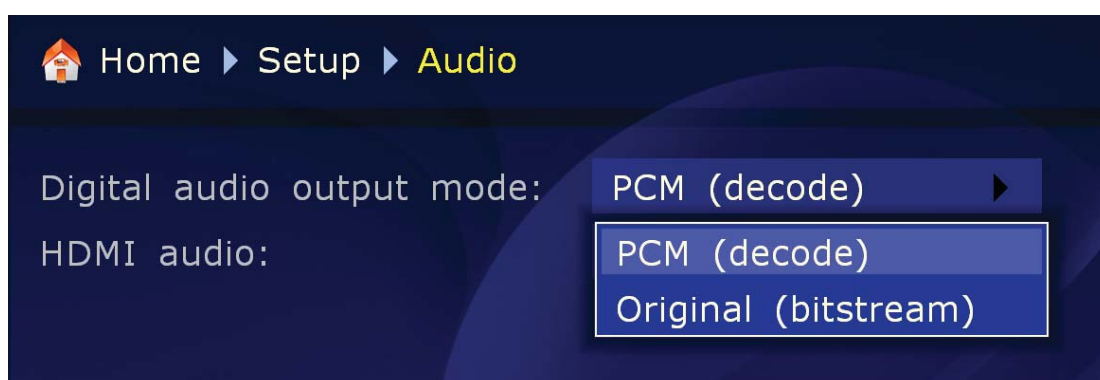 Home Setup Audio
Digital audio output mode: PCM (decode)
HDMI audio: PCM (decode)
Original (bitstream)